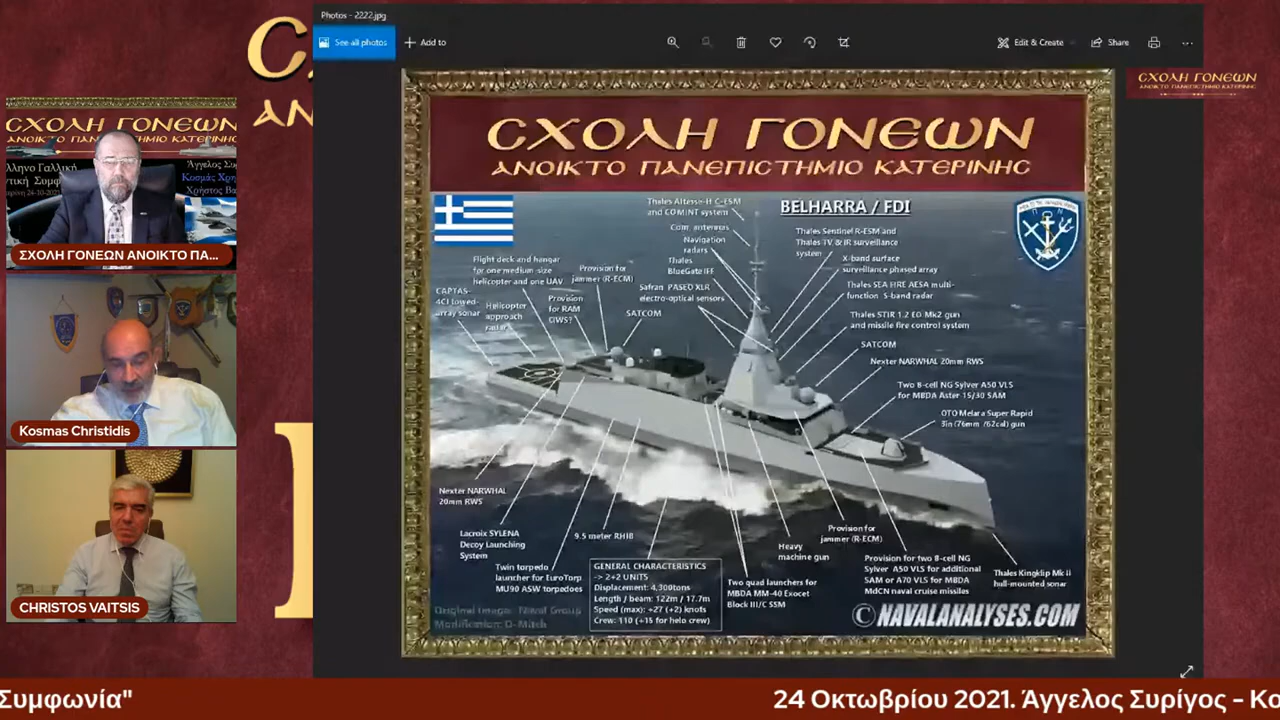 Photos - 2222.jpg
See all photos
Add to
Edit & Create
Share
ΣΧΟΛΗ ΓΟΝΕΩΝ
ΑΝΟΙΚΤΟ ΠΑΝΕΠΙΣΤΗΜΙΟ ΚΑΤΕΡΙΝΗΣ
ΣΧΟΛΗ ΓΟΝΕΩΝ
ΑΝΟΙΚΤΟ ΠΑΝΕΠΙΣΤΗΜΙΟ ΚΑΤΕΡΙΝΗΣ
ΣΧΟΛΗ ΓΟΝΕΩΝ ΑΝΟΙΚΤΟ ΠΑ...
Kosmas Christidis
CHRISTOS VAITSIS
BELHARRA / FDI
Thales Altesse-H C-ESM
and COMINT system
Com. antennas
Navigation
radars
Thales
BlueGate IFF
Safran PASEO XLR
electro-optical sensors
Thales Sentinel R-ESM and
Thales TV & IR surveillance
system
X-band surface
surveillance phased array
Thales SEA FIRE AESA multi-
function S-band radar
Thales STIR 1.2 EO Mk2 gun
and missile fire control system
SATCOM
Nexter NARWHAL 20mm RWS
Two 8-cell NG Sylver A50 VLS
for MBDA Aster 15/30 SAM
OTO Melara Super Rapid
3in (76mm /62cal) gun
Flight deck and hangar
for one medium-size
helicopter and one UAV
Provision for
jammer (R-ECM)
CAPTAS-
4CI towed-
array sonar
Helicopter
approach
radar
Provision
for RAM
CIWS?
SATCOM
Nexter NARWHAL
20mm RWS
Lacroix SYLENA
Decoy Launching
System
9.5 meter RHIB
Twin torpedo
launcher for EuroTorp
MU90 ASW torpedoes
GENERAL CHARACTERISTICS
-> 2+2 UNITS
Displacement: 4,300tons
Length / beam: 122m / 17.7m
Speed (max): +27 (+2) knots
Crew: 110 (+15 for helo crew)
Two quad launchers for
MBDA MM-40 Exocet
Block III/C SSM
Heavy
machine gun
Provision for
jammer (R-ECM)
Provision for two 8-cell NG
Sylver A50 VLS for additional
SAM or A70 VLS for MBDA
MdCN naval cruise missiles
Thales Kingklip Mk II
hull-mounted sonar
Original Image: Naval Group
Modification: D-Mitch
© NAVALANALYSES.COM
Συμφωνία"
24 Οκτωβρίου 2021. Άγγελος Συρίγος – Κο